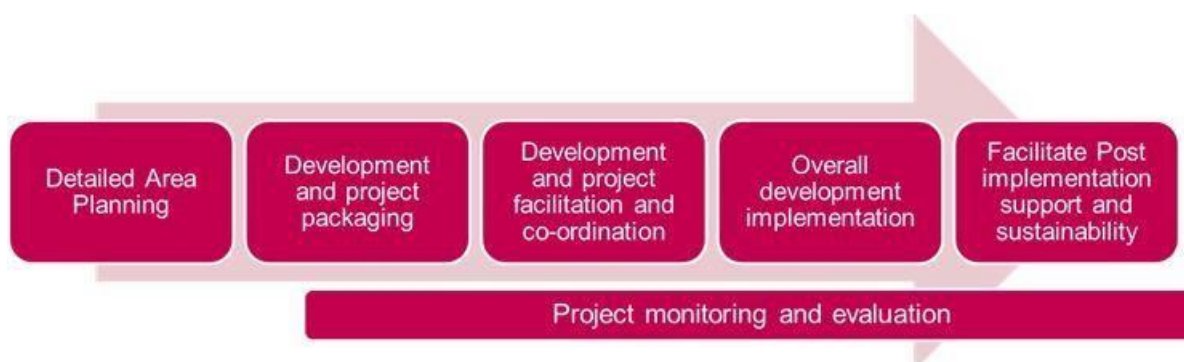 Detailed Area
Planning
Development
and project
packaging
Development
and project
facilitation and
co-ordination
Overall
development
implementation
Facilitate Post
implementation
support and
sustainability
Project monitoring and evaluation